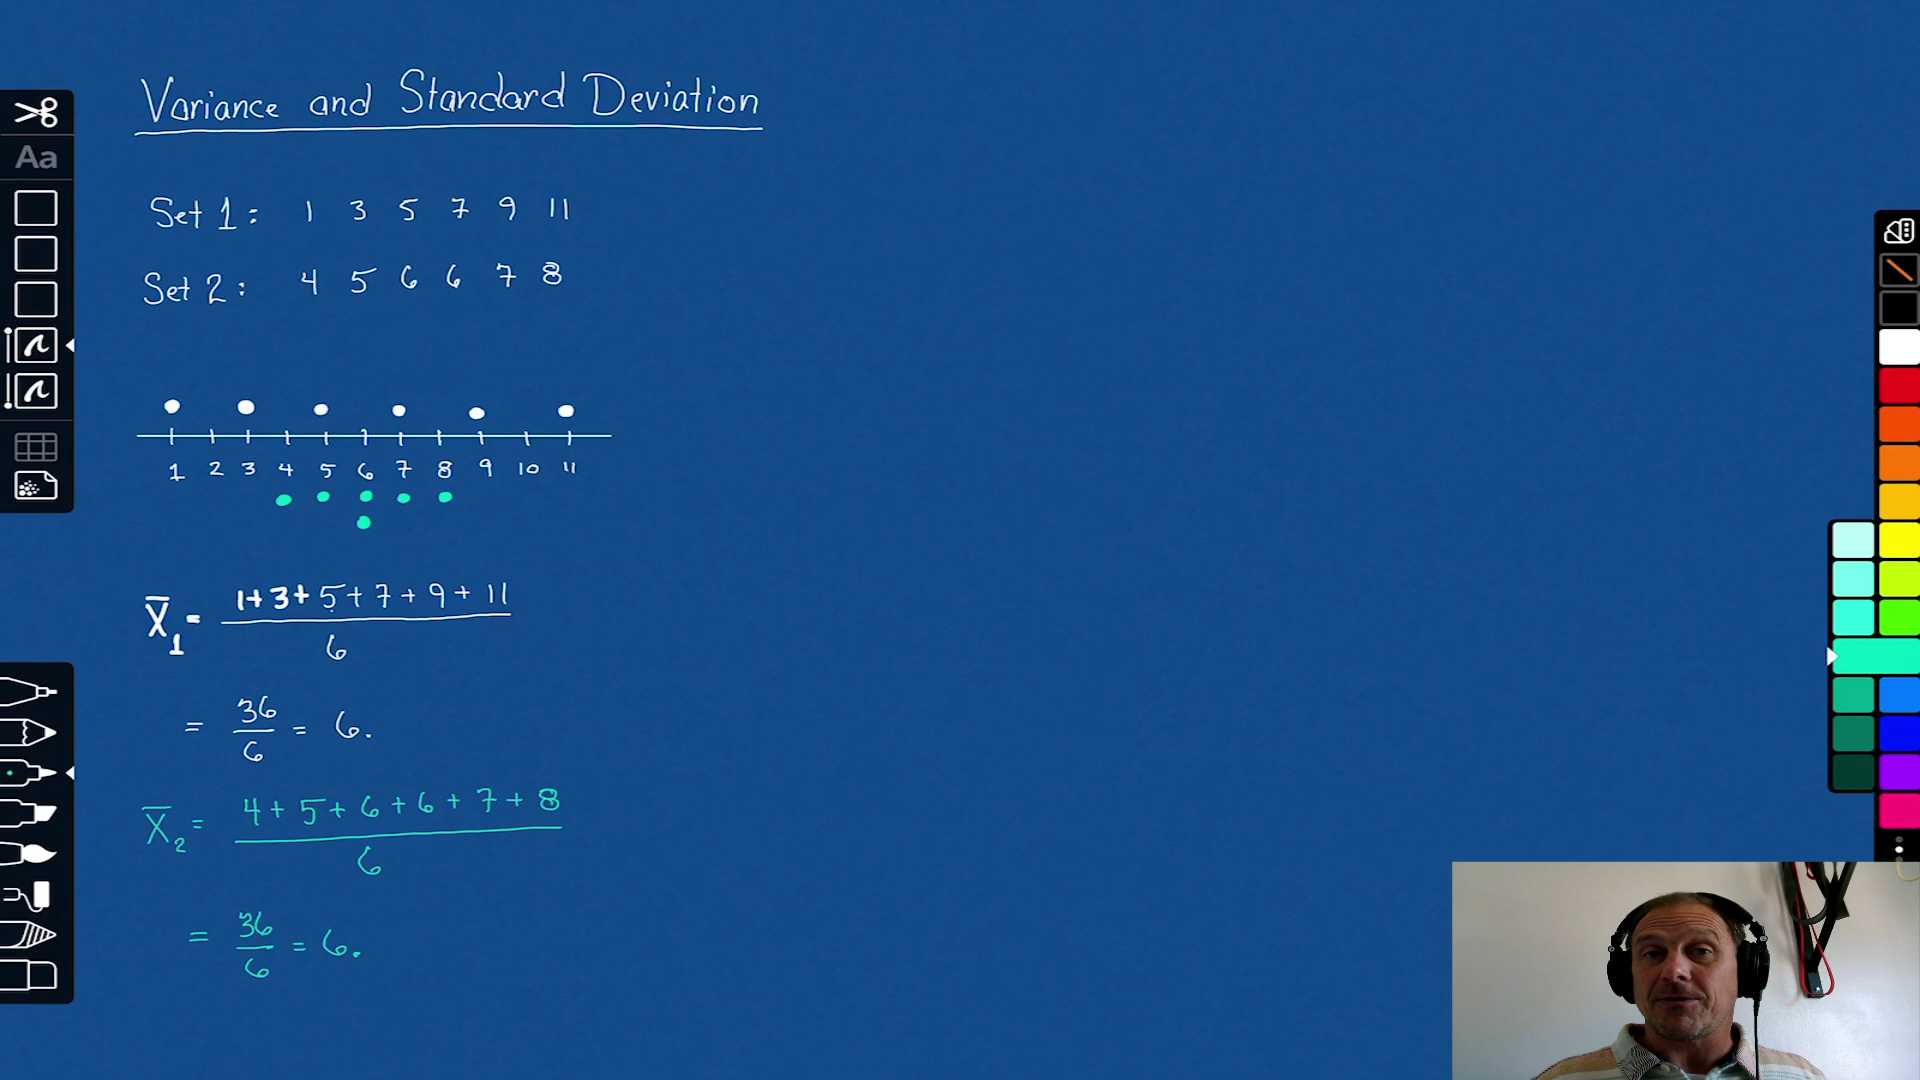 Variance and Standard Deviation
Aa
Set 1: 1 3 5 7 9 11
Set 2: 4 5 6 6 7 8
1 2 3 4 5 6 7 8 9 10 11
X̄₁ = 1+3+5+7+9+11
6
= 36/6 = 6.
X̄₂ = 4+5+6+6+7+8
6
= 36/6 = 6.